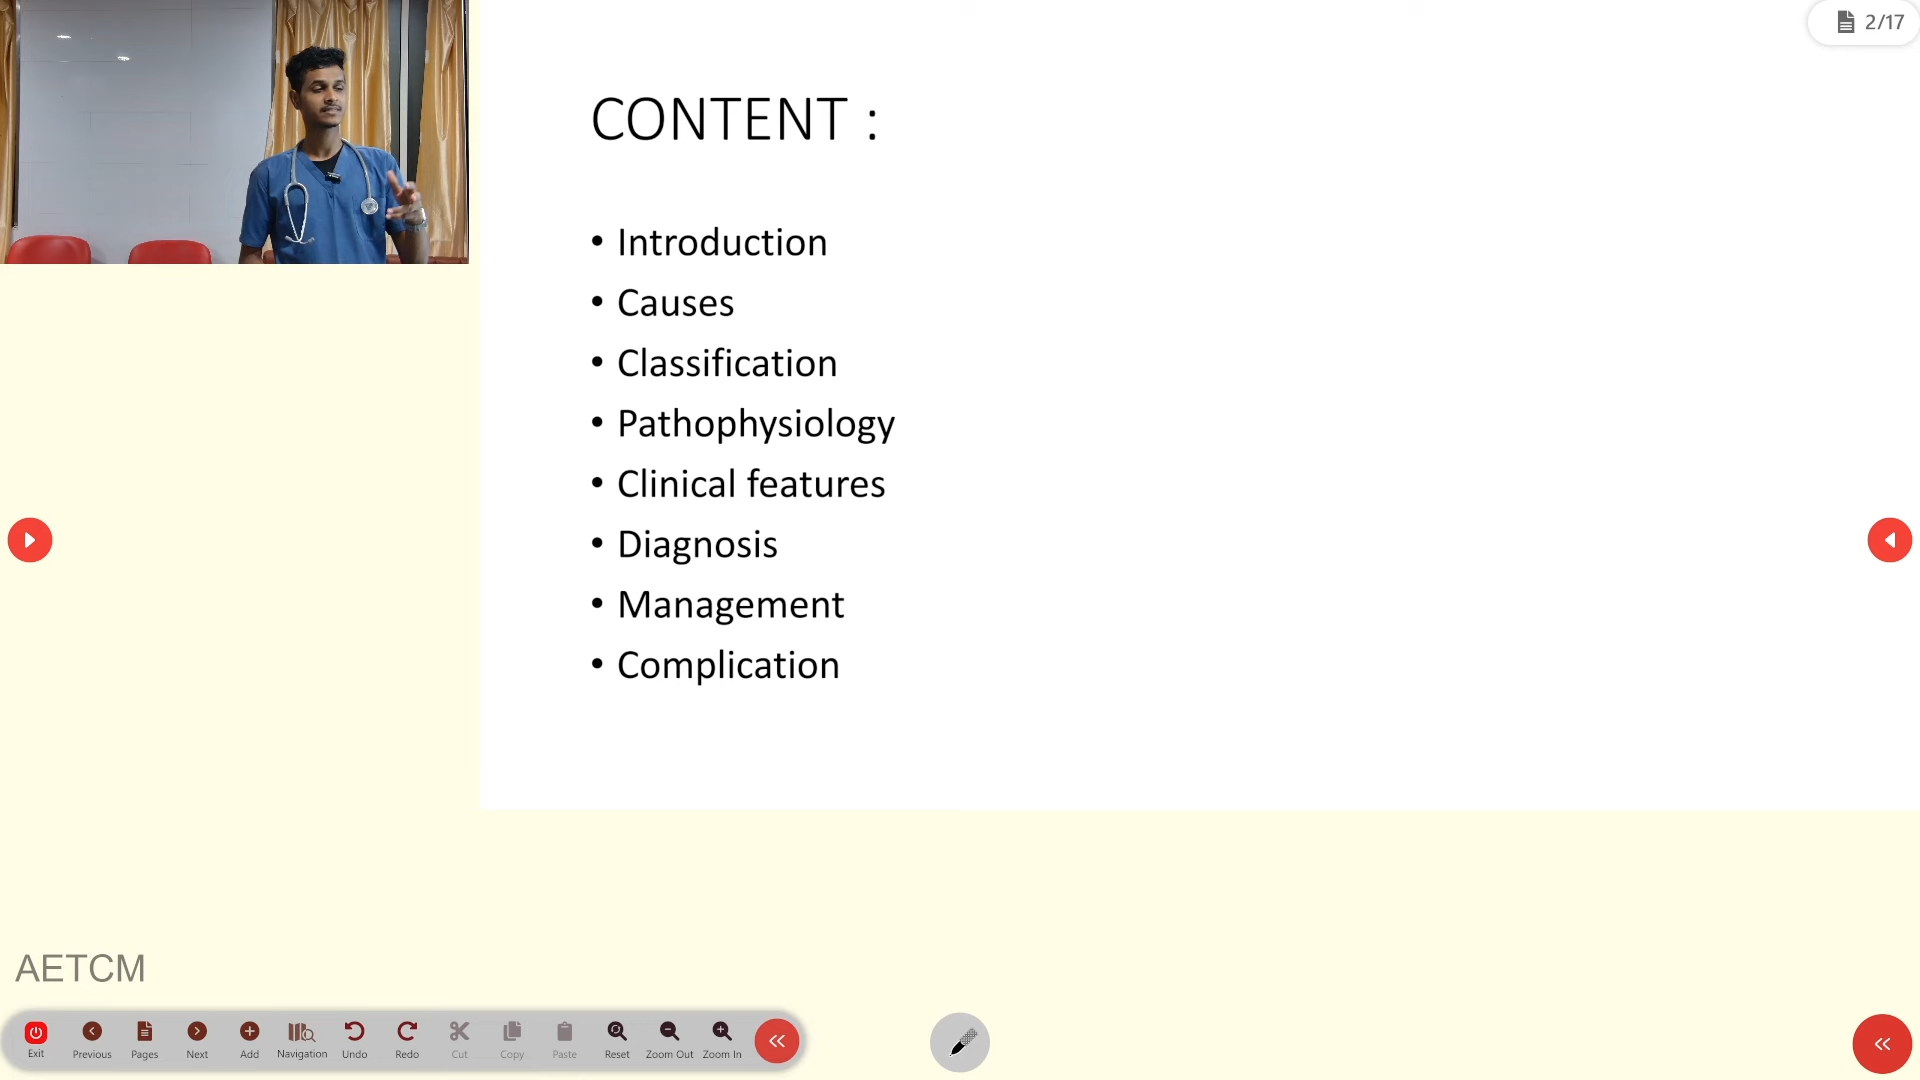 2/17
CONTENT :
• Introduction
• Causes
• Classification
• Pathophysiology
• Clinical features
• Diagnosis
• Management
• Complication
AETCM
Exit Previous Pages Next Add Navigation Undo Redo Cut Copy Paste Reset Zoom Out Zoom In